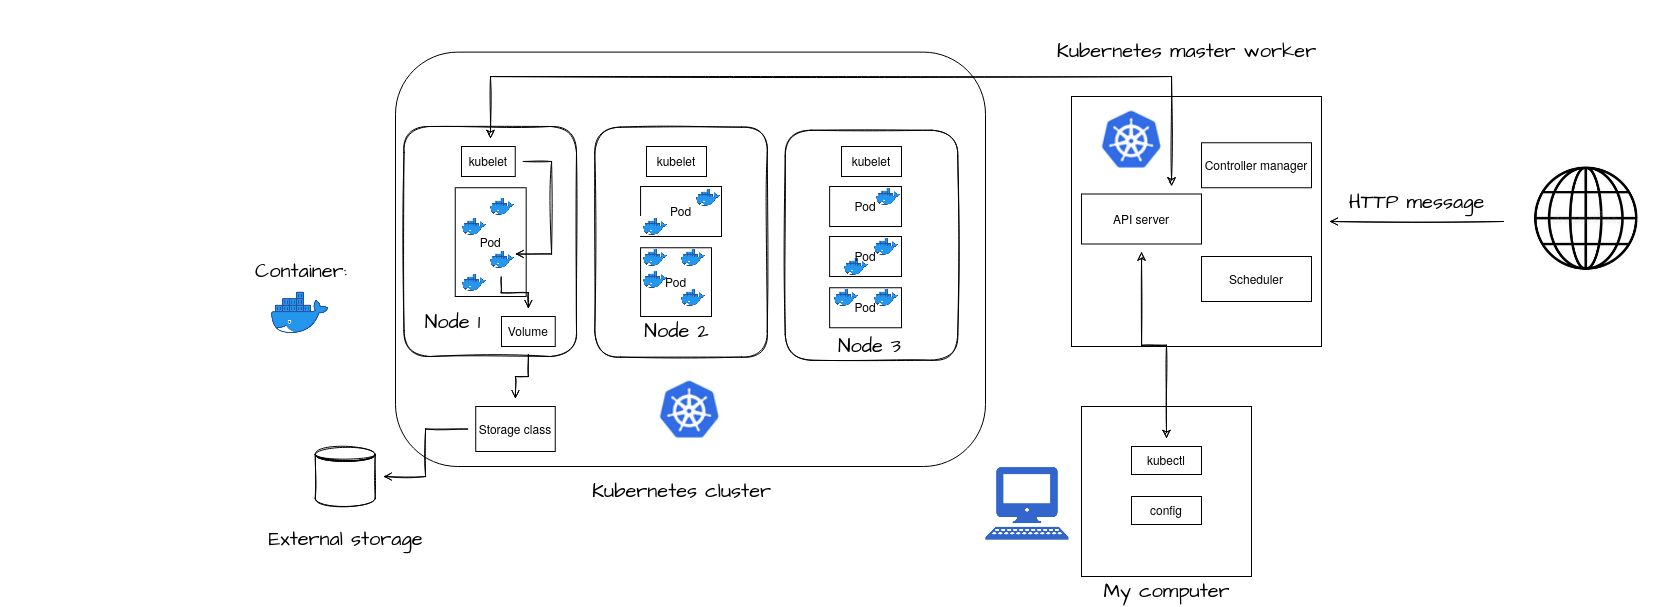 Kubernetes master worker
kubelet
kubelet
kubelet
Controller manager
Pod
Pod
Pod
API server
HTTP message
Pod
Container:
Pod
Scheduler
Pod
Node 1
Volume
Node 2
Node 3
Storage class
kubectl
Kubernetes cluster
config
External storage
My computer